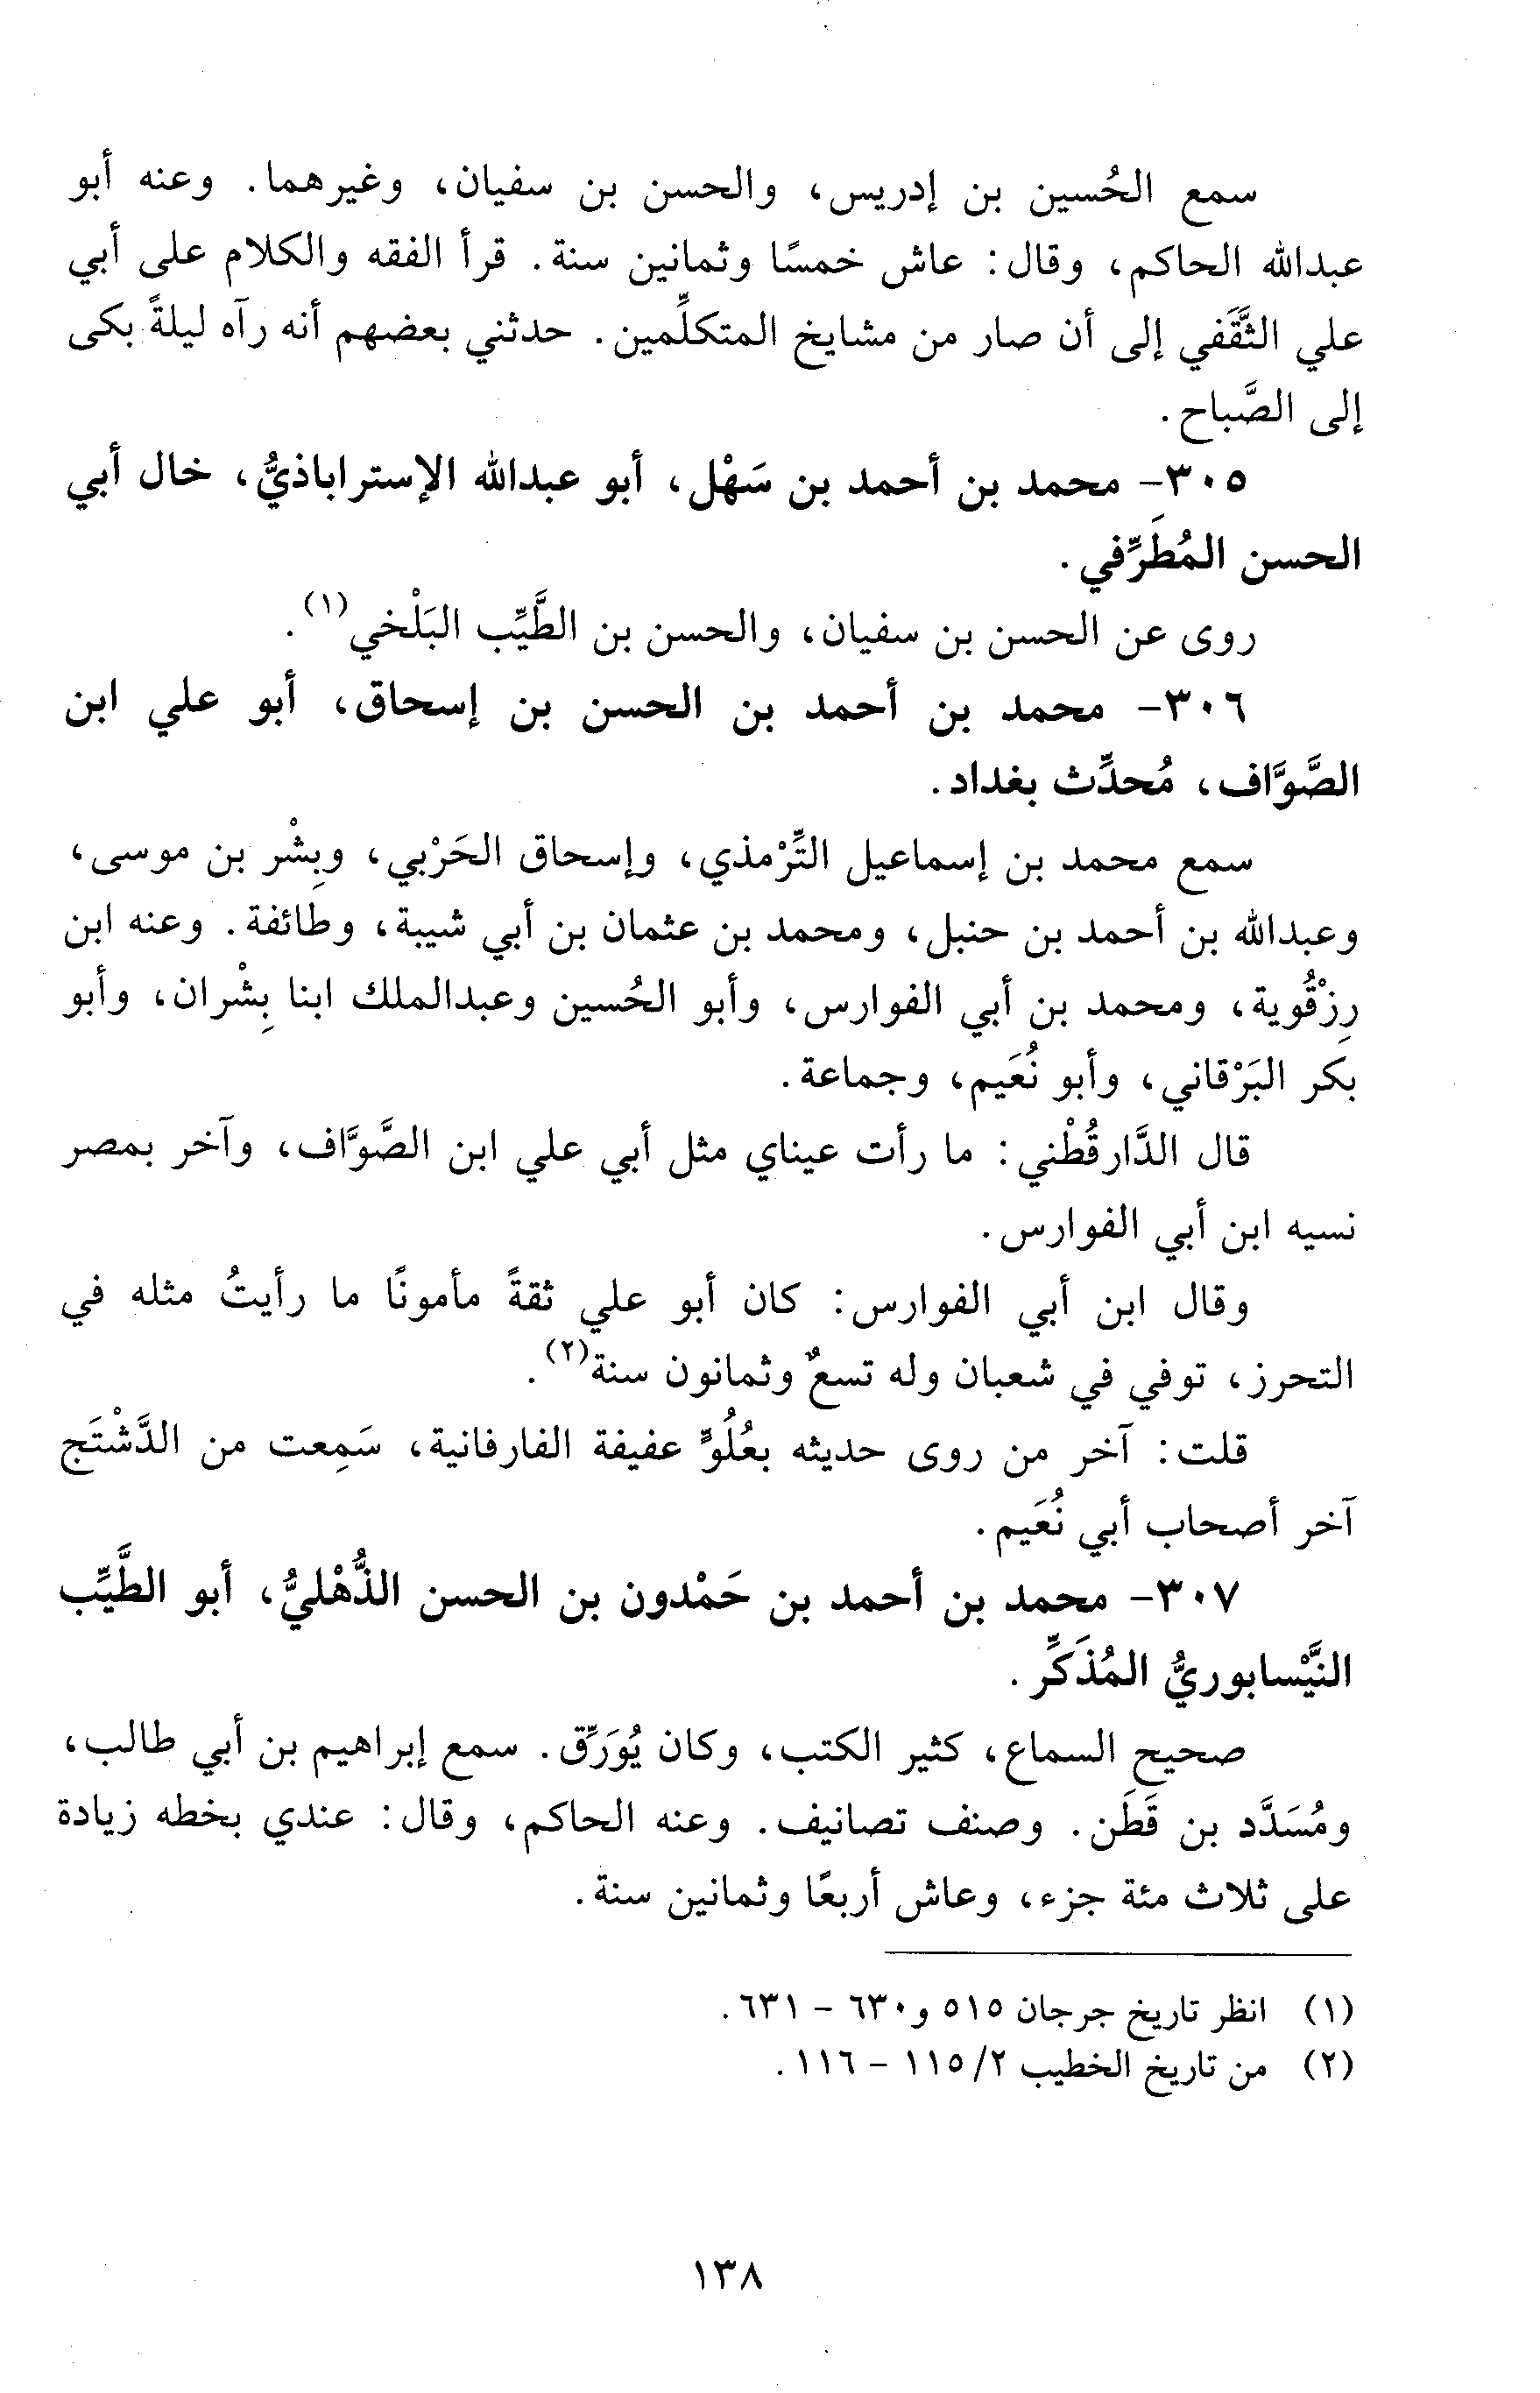 سمع الحُسين بن إدريس، والحسن بن سفيان، وغيرهما. وعنه أبو
عبدالله الحاكم، وقال: عاش خمسًا وثمانين سنة. قرأ الفقه والكلام على أبي
علي الثَّقَفي إلى أن صار من مشايخ المتكلِّمين. حدثني بعضهم أنه رآه ليلةً بكى
إلى الصَّباح.
٣٠٥- محمد بن أحمد بن سَهْل، أبو عبدالله الإستراباذيُّ، خال أبي
الحسن المُطَرِّفي.
روى عن الحسن بن سفيان، والحسن بن الطَّيِّب البَلْخي(١).
٣٠٦- محمد بن أحمد بن الحسن بن إسحاق، أبو علي ابن
الصَّوَّاف، مُحدِّث بغداد.
سمع محمد بن إسماعيل التِّرْمذي، وإسحاق الحَرْبي، وبِشْر بن موسى،
وعبدالله بن أحمد بن حنبل، ومحمد بن عثمان بن أبي شيبة، وطائفة. وعنه ابن
رِزْقُوية، ومحمد بن أبي الفوارس، وأبو الحُسين وعبدالملك ابنا بِشْران، وأبو
بكر البَرْقاني، وأبو نُعَيم، وجماعة.
قال الدَّارقُطْني: ما رأت عيناي مثل أبي علي ابن الصَّوَّاف، وآخر بمصر
نسيه ابن أبي الفوارس.
وقال ابن أبي الفوارس: كان أبو علي ثقةً مأمونًا ما رأيتُ مثله في
التحرز، توفي في شعبان وله تسعٌ وثمانون سنة(٢).
قلت: آخر من روى حديثه بعُلُوٍّ عفيفة الفارفانية، سَمِعت من الدَّشْتَج
آخر أصحاب أبي نُعَيم.
٣٠٧- محمد بن أحمد بن حَمْدون بن الحسن الذُّهْليُّ، أبو الطَّيِّب
النَّيْسابوريُّ المُذَكِّر.
صحيح السماع، كثير الكتب، وكان يُوَرِّق. سمع إبراهيم بن أبي طالب،
ومُسَدَّد بن قَطَن. وصنف تصانيف. وعنه الحاكم، وقال: عندي بخطه زيادة
على ثلاث مئة جزء، وعاش أربعًا وثمانين سنة.
(١) انظر تاريخ جرجان ٥١٥ و٦٣٠ - ٦٣١.
(٢) من تاريخ الخطيب ٢/ ١١٥ - ١١٦.
١٣٨